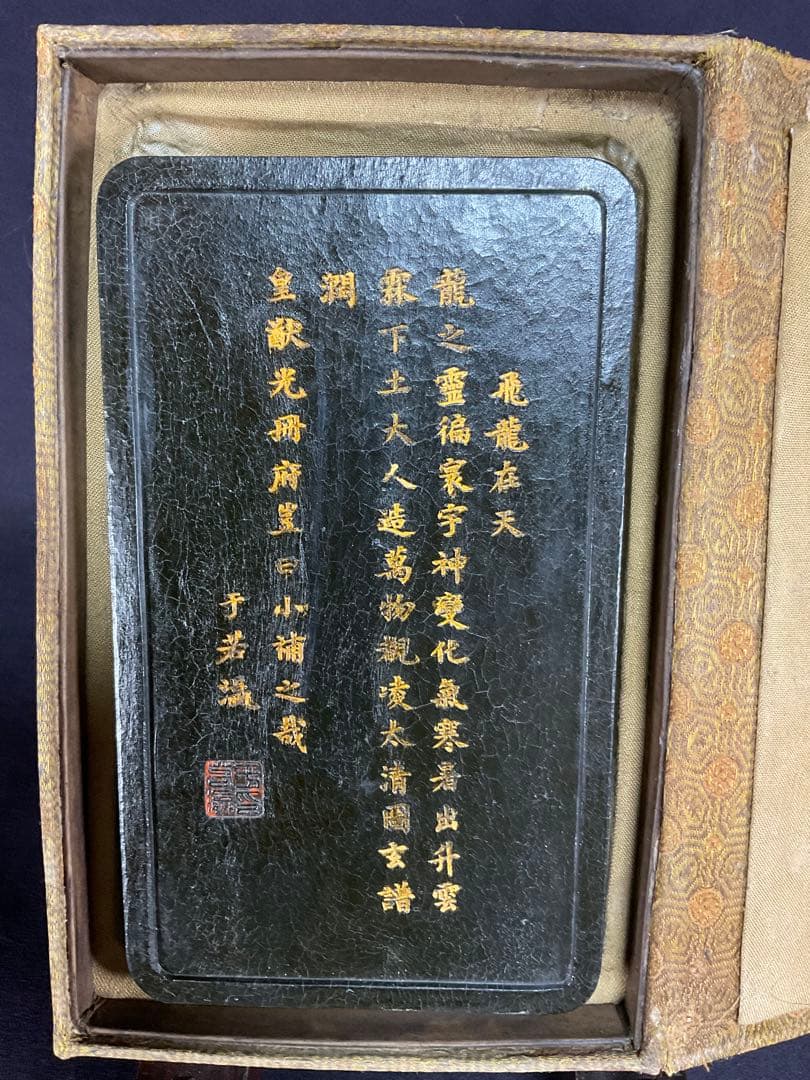 飛龍在天
龍之靈徧寰宇神變化氣寒暑出升雲
霖下土大人造萬物觀凌太清圖玄譜
潤
皇猷光冊府豈曰小補之哉
于若瀛